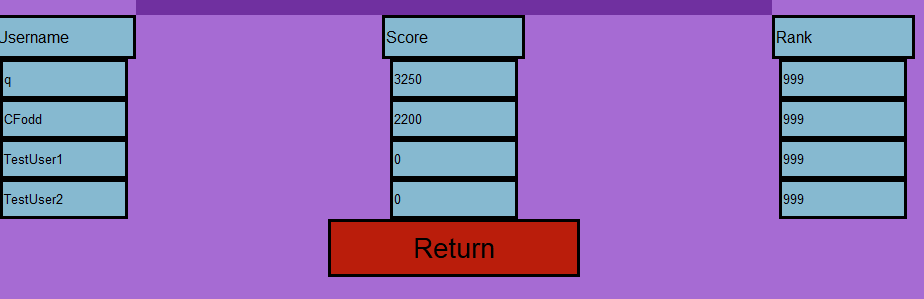 Username Score Rank
q 3250 999
CFodd 2200 999
TestUser1 0 999
TestUser2 0 999
Return